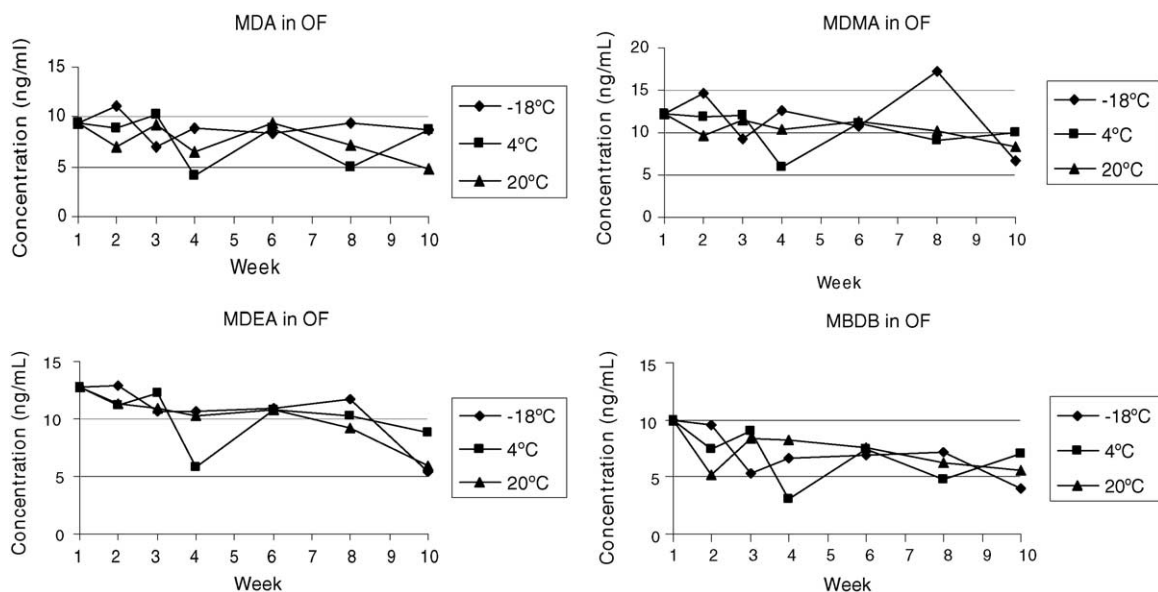 MDA in OF
Concentration (ng/ml)
15
10
5
0
1 2 3 4 5 6 7 8 9 10
Week
-18ºC
4ºC
20ºC
MDMA in OF
Concentration (ng/mL)
20
15
10
5
0
1 2 3 4 5 6 7 8 9 10
Week
-18ºC
4ºC
20ºC
MDEA in OF
Concentration (ng/mL)
15
10
5
0
1 2 3 4 5 6 7 8 9 10
Week
-18ºC
4ºC
20ºC
MBDB in OF
Concentration (ng/mL)
15
10
5
0
1 2 3 4 5 6 7 8 9 10
Week
-18ºC
4ºC
20ºC